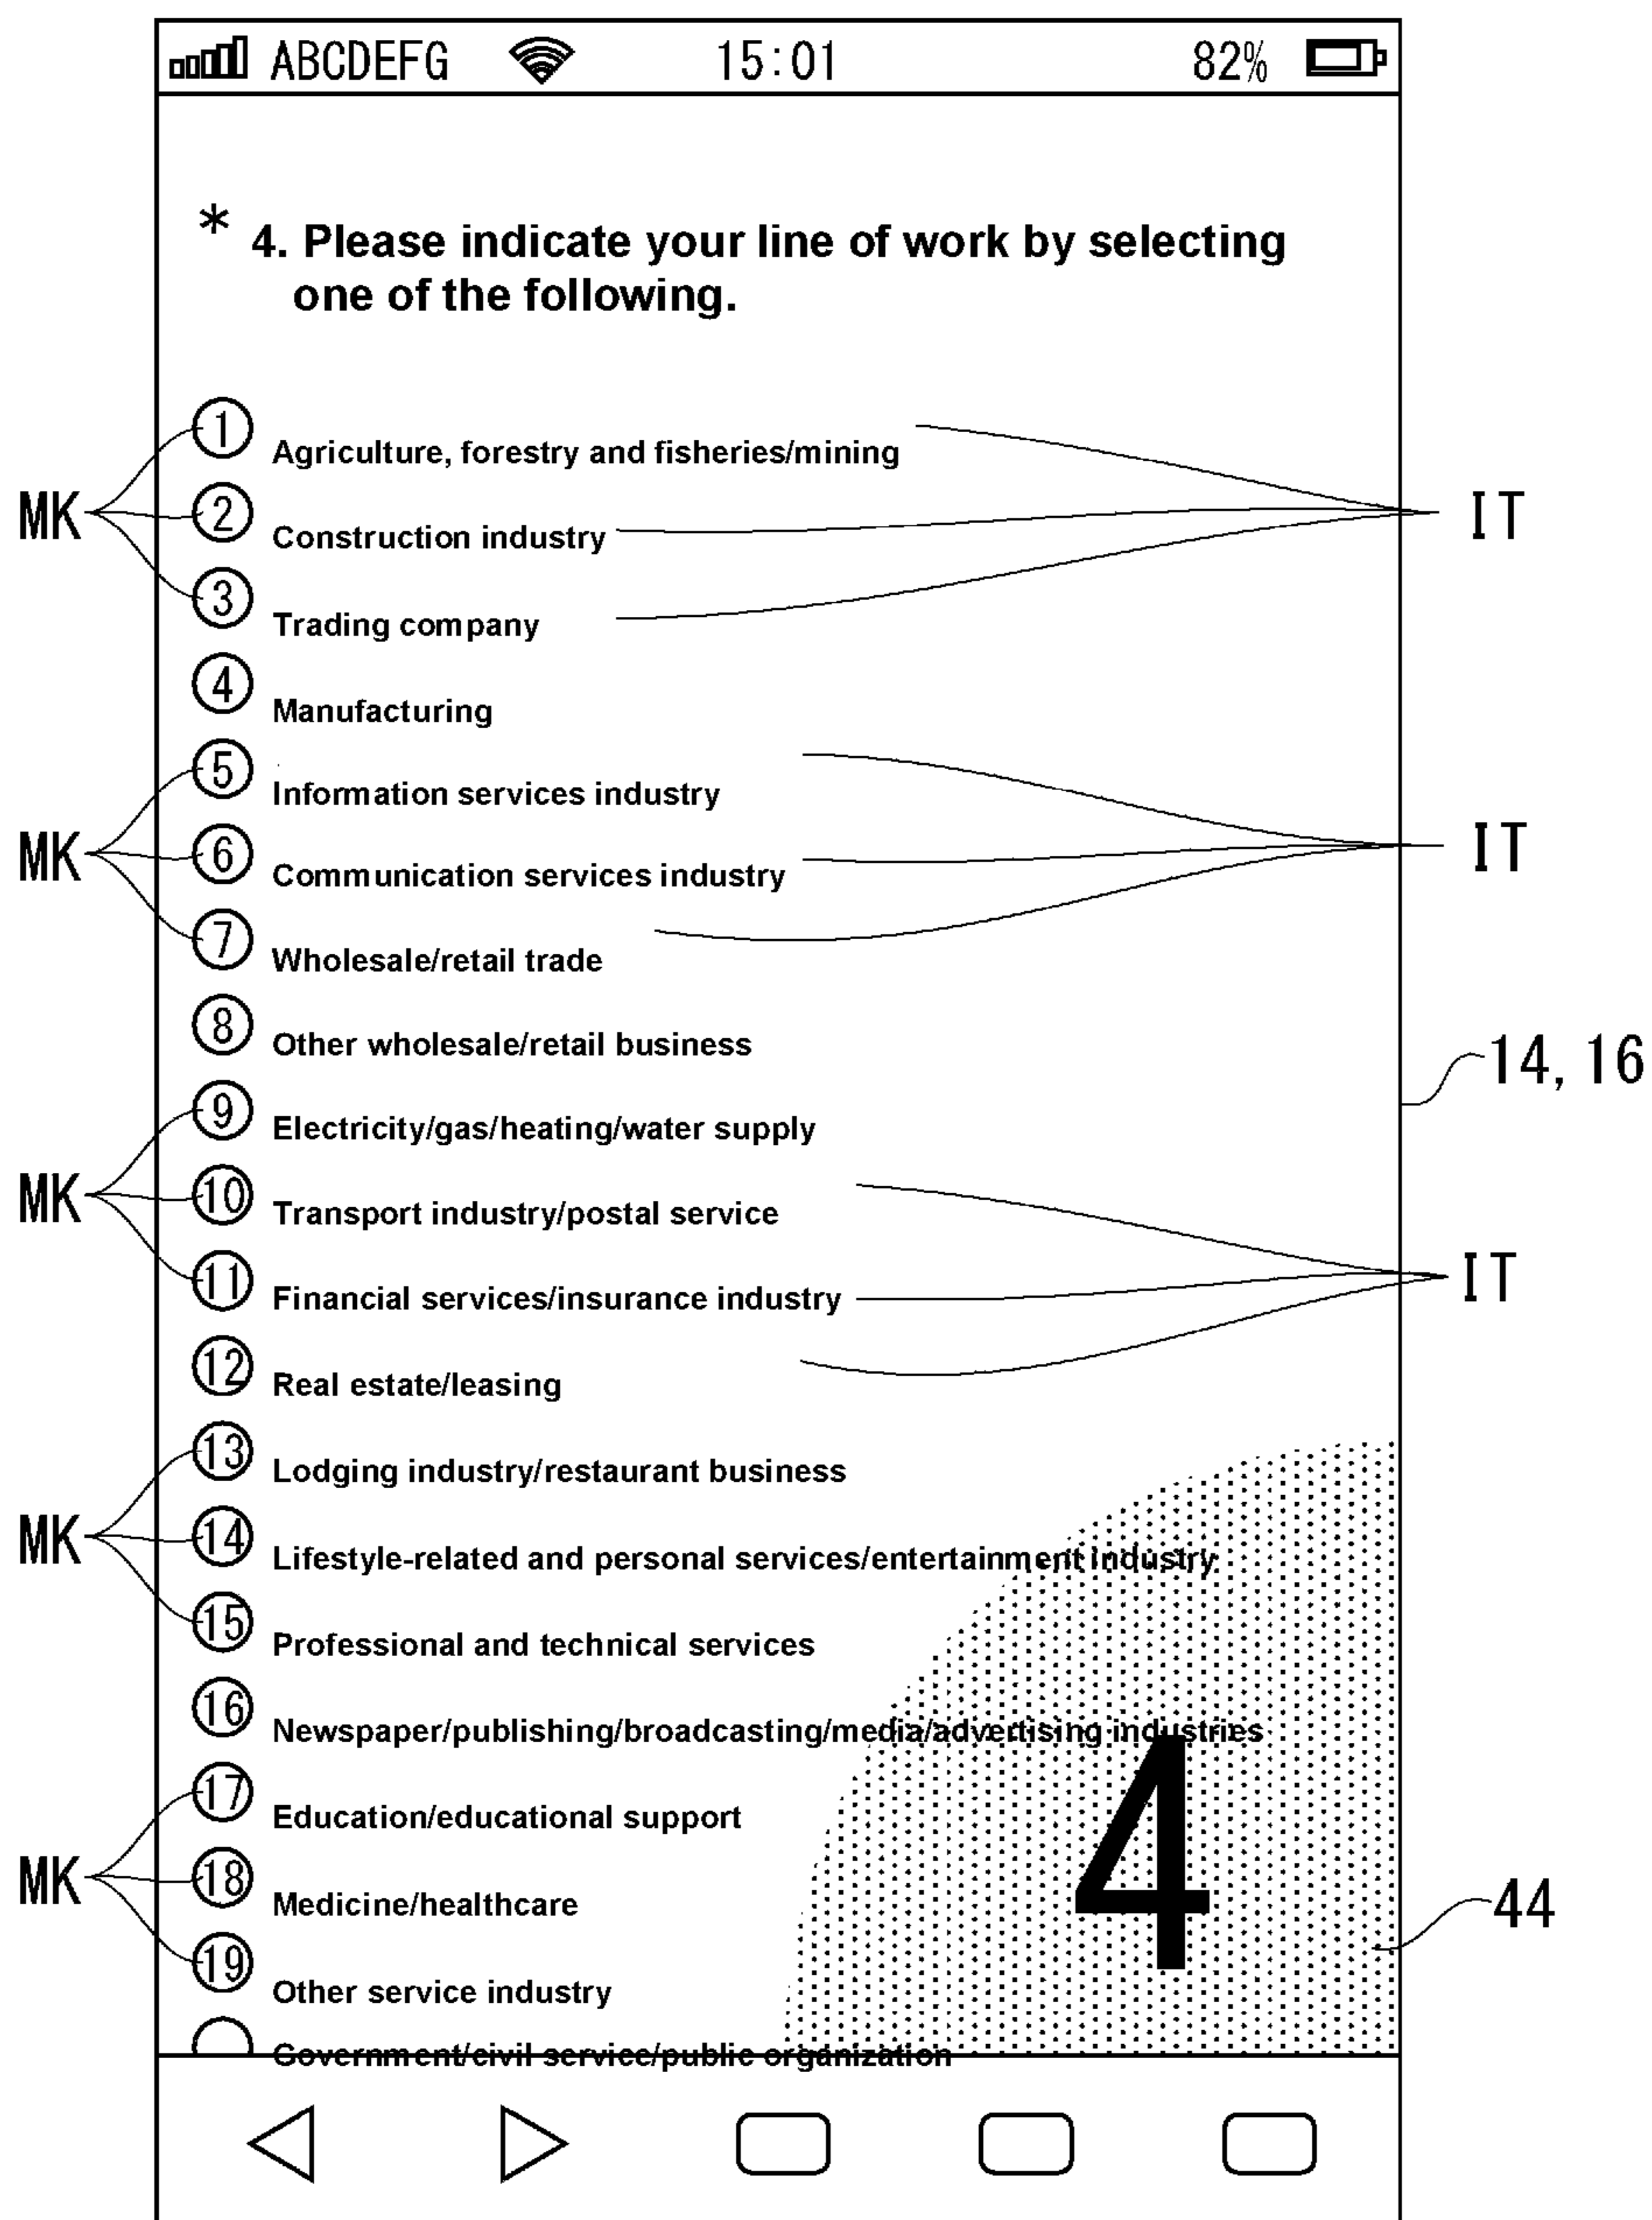 ABCDEFG 15:01 82%
* 4. Please indicate your line of work by selecting
one of the following.
1 Agriculture, forestry and fisheries/mining
MK 2 Construction industry IT
3 Trading company
4 Manufacturing
5 Information services industry
MK 6 Communication services industry IT
7 Wholesale/retail trade
8 Other wholesale/retail business
14, 16
9 Electricity/gas/heating/water supply
MK 10 Transport industry/postal service
11 Financial services/insurance industry IT
12 Real estate/leasing
13 Lodging industry/restaurant business
MK 14 Lifestyle-related and personal services/entertainment industry
15 Professional and technical services
16 Newspaper/publishing/broadcasting/media/advertising industries
17 Education/educational support
4
MK 18 Medicine/healthcare 44
19 Other service industry
Government/civil service/public organization